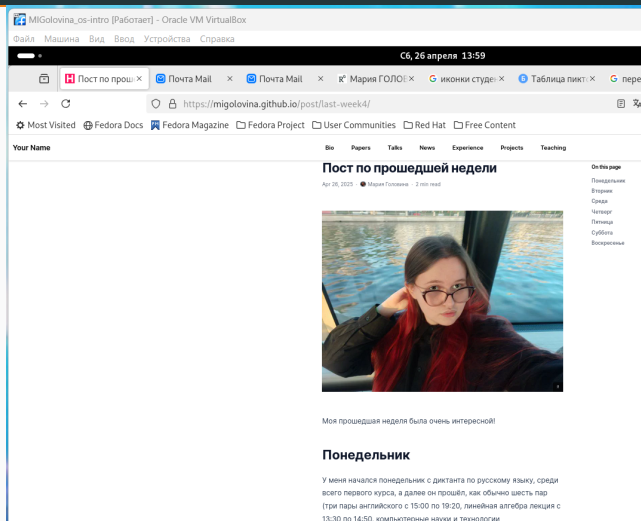 MIGolovina_os-intro [Работает] - Oracle VM VirtualBox
Файл Машина Вид Ввод Устройства Справка
Сб, 26 апреля 13:59
Пост по прош × Почта Mail × Почта Mail × Мария ГОЛОВ × G иконки студен × Таблица пикт × G пере
https://migolovina.github.io/post/last-week4/
Most Visited Fedora Docs Fedora Magazine Fedora Project User Communities Red Hat Free Content
Your Name Bio Papers Talks News Experience Projects Teaching
Пост по прошедшей недели
Apr 26, 2025 · Мария Головина · 2 min read
On this page
Понедельник
Вторник
Среда
Четверг
Пятница
Суббота
Воскресенье
Моя прошедшая неделя была очень интересной!
Понедельник
У меня начался понедельник с диктанта по русскому языку, среди
всего первого курса, а далее он прошёл, как обычно шесть пар
(три пары английского с 15:00 по 19:20, линейная алгебра лекция с
13:30 по 14:50, компьютерные науки и технологии